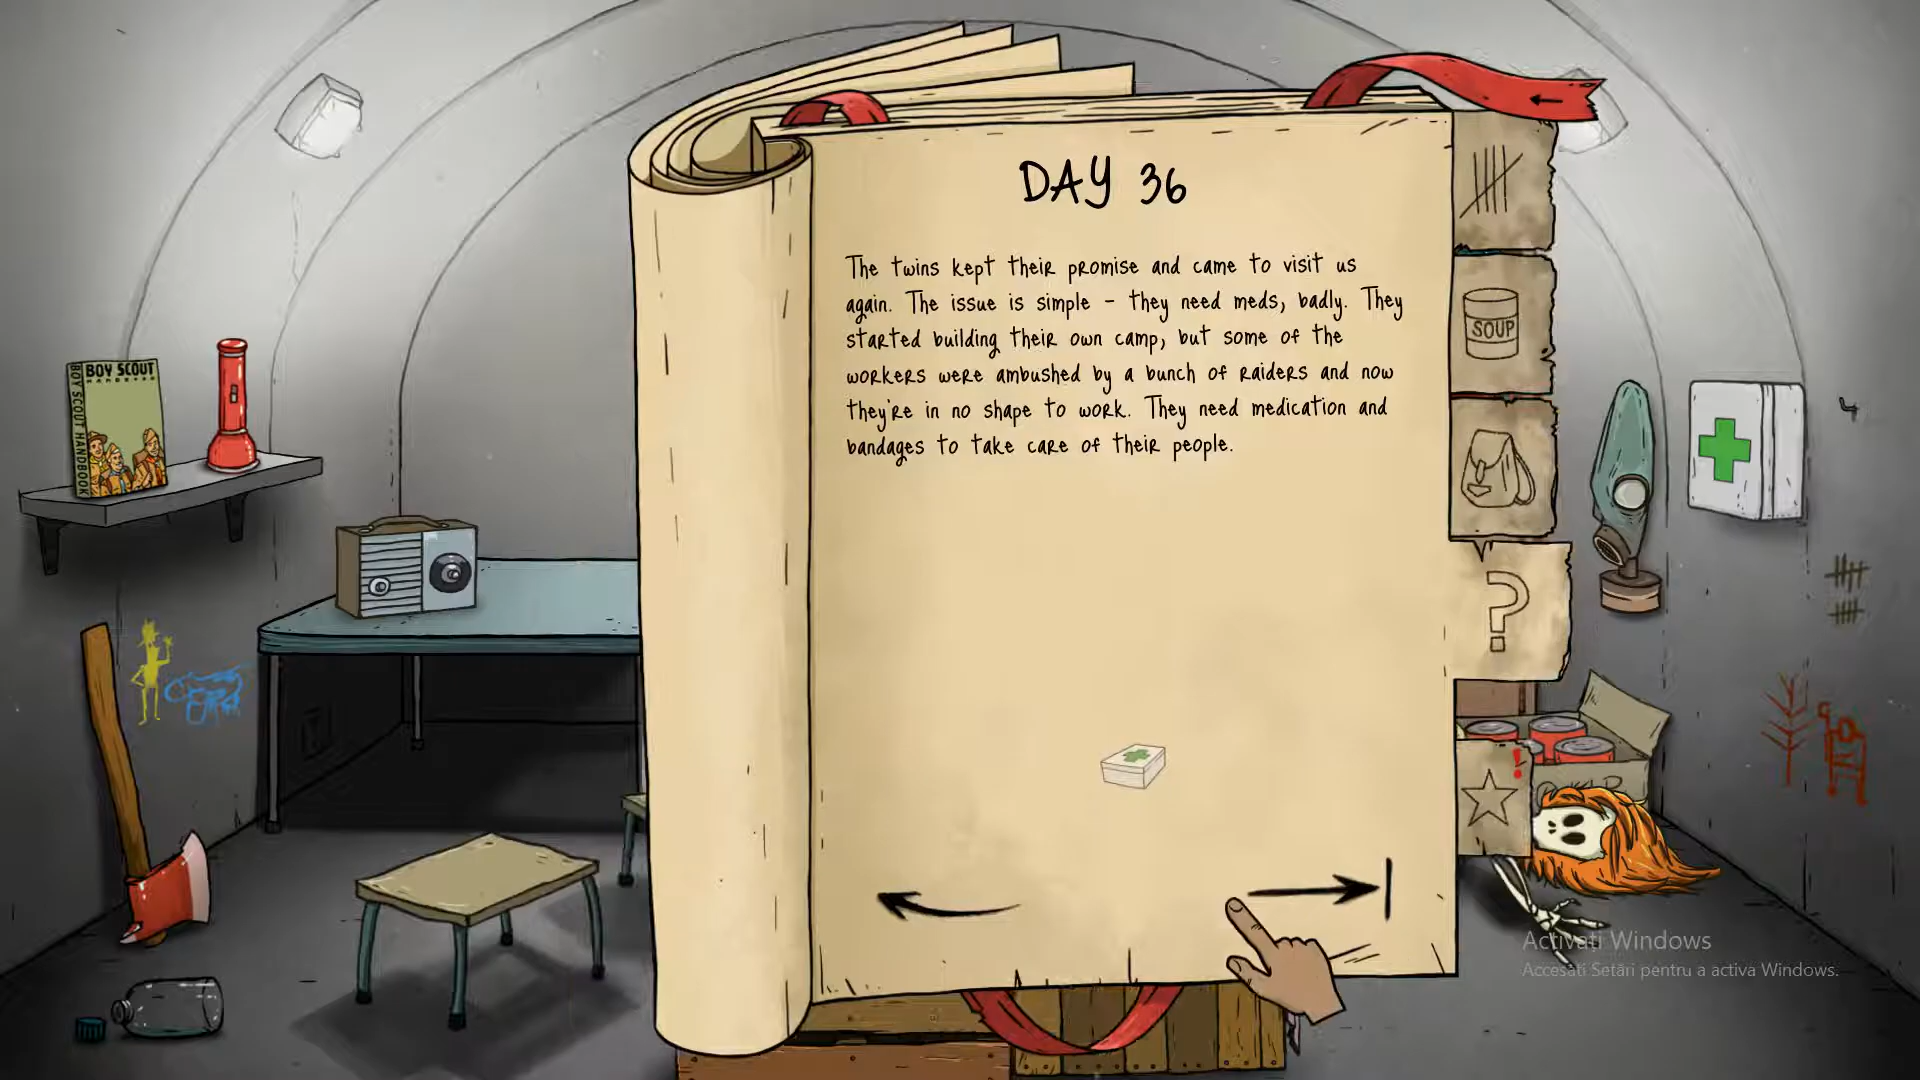 DAY 36
The twins kept their promise and came to visit us
again. The issue is simple - they need meds, badly. They
started building their own camp, but some of the
workers were ambushed by a bunch of raiders and now
they're in no shape to work. They need medication and
bandages to take care of their people.
BOY SCOUT
HANDBOOK
BOY SCOUT HANDBOOK
SOUP
!
Activați Windows
Accesați Setări pentru a activa Windows.